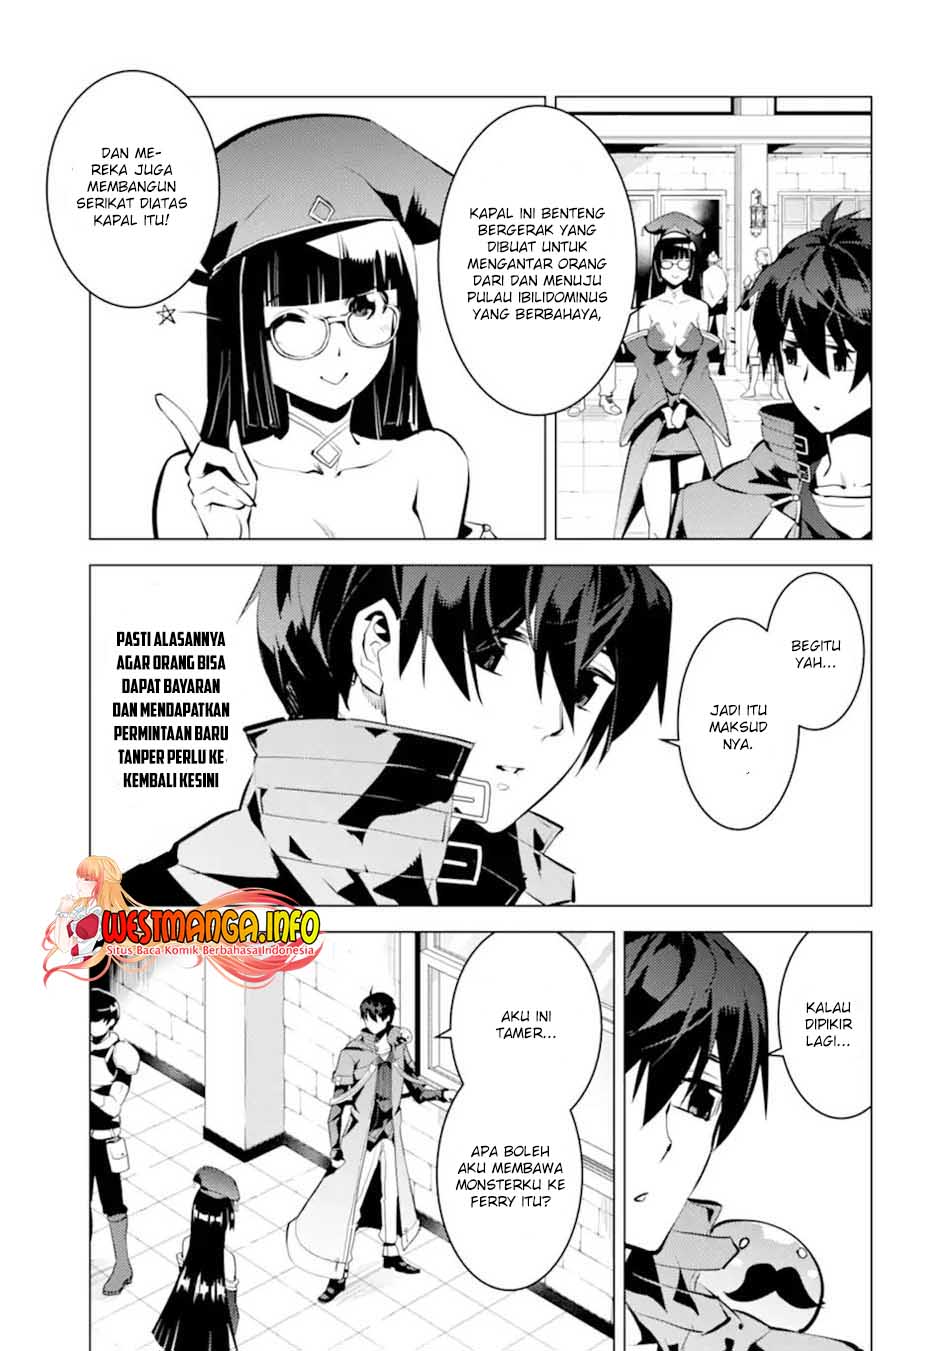 KAPAL INI BENTENG
BERGERAK YANG
DIBUAT UNTUK
MENGANTAR ORANG
DARI DAN MENUJU
PULAU IBILIDOMINUS
YANG BERBAHAYA,
DAN ME-
REKA JUGA
MEMBANGUN
SERIKAT DIATAS
KAPAL ITU!
BEGITU
YAH...
JADI ITU
MAKSUD
NYA.
PASTI ALASANNYA
AGAR ORANG BISA
DAPAT BAYARAN
DAN MENDAPATKAN
PERMINTAAN BARU
TANPER PERLU KE
KEMBALI KESINI
WESTMANGA.INFO
Situs Baca Komik Berbahasa Indonesia
KALAU
DIPIKIR
LAGI...
AKU INI
TAMER...
APA BOLEH
AKU MEMBAWA
MONSTERKU KE
FERRY ITU?